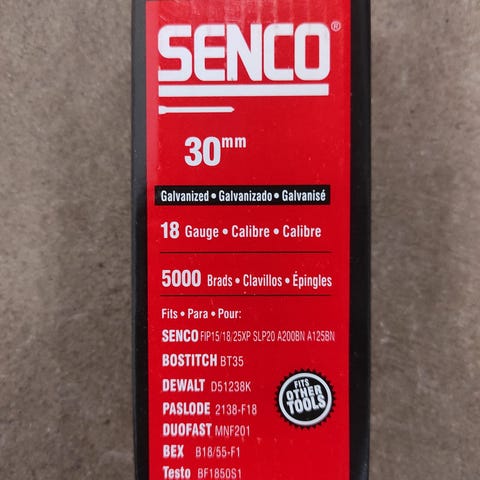 SENCO®
30mm
Galvanized • Galvanizado • Galvanisé
18 Gauge • Calibre • Calibre
5000 Brads • Clavillos • Épingles
Fits • Para • Pour:
SENCO FIP15/18/25XP SLP20 A200BN A125BN
BOSTITCH BT35
DEWALT D51238K
PASLODE 2138-F18
DUOFAST MNF201
BEX B18/55-F1
Testo BF1850S1
FITS
OTHER
TOOLS